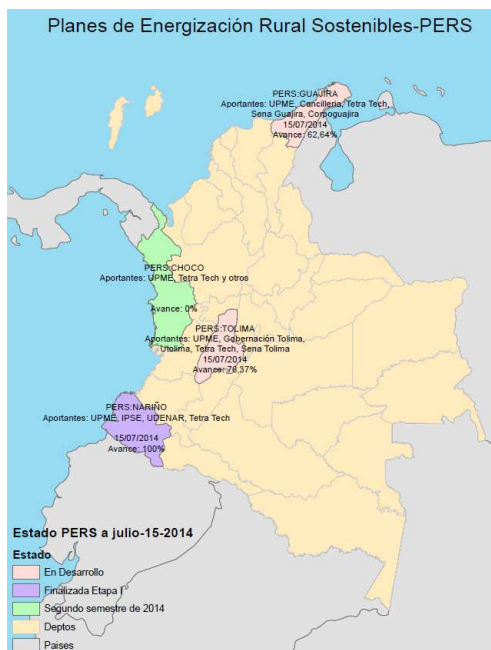 Planes de Energización Rural Sostenibles-PERS
PERS:GUAJIRA
Aportantes: UPME, Cancilleria, Tetra Tech,
Sena Guajira, Corpoguajira
15/07/2014
Avance: 62,64%
PERS:CHOCO
Aportantes: UPME, Tetra Tech y otros
Avance: 0%
PERS:TOLIMA
Aportantes: UPME, Gobernación Tolima,
Utolima, Tetra Tech, Sena Tolima
15/07/2014
Avance: 78,37%
PERS:NARIÑO
Aportantes: UPME, IPSE, UDENAR, Tetra Tech
15/07/2014
Avance: 100%
Estado PERS a julio-15-2014
Estado
En Desarrollo
Finalizada Etapa I
Segundo semestre de 2014
Deptos
Paises